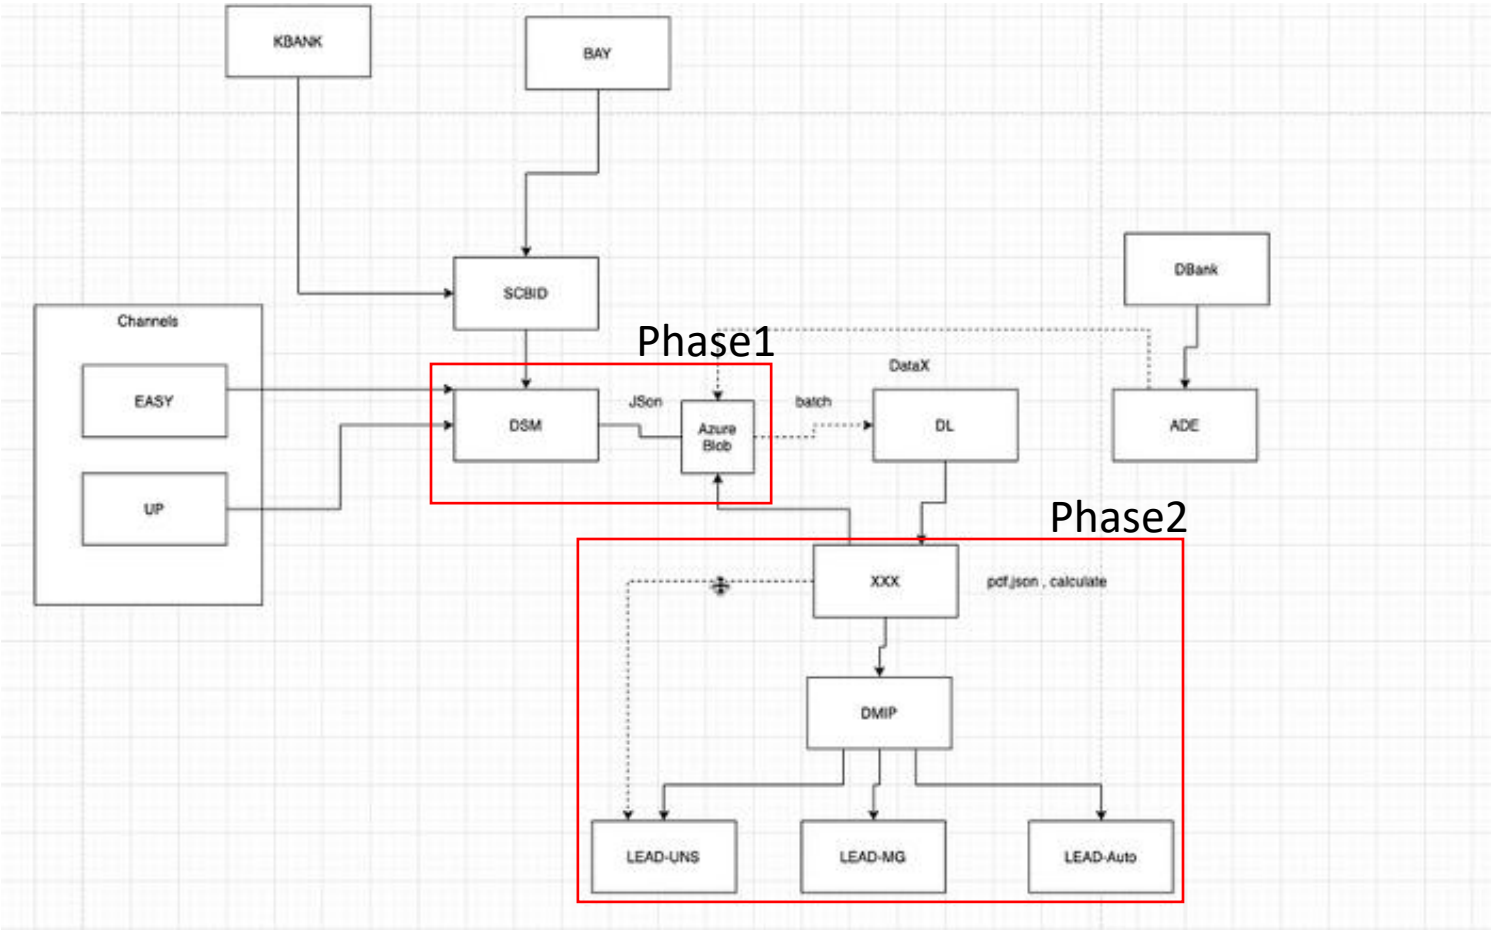 KBANK
BAY
SCBID
DBank
Channels
Phase1
DataX
EASY
JSon
batch
DSM
Azure
Blob
DL
ADE
UP
Phase2
XXX
pdf,json , calculate
DMIP
LEAD-UNS
LEAD-MG
LEAD-Auto